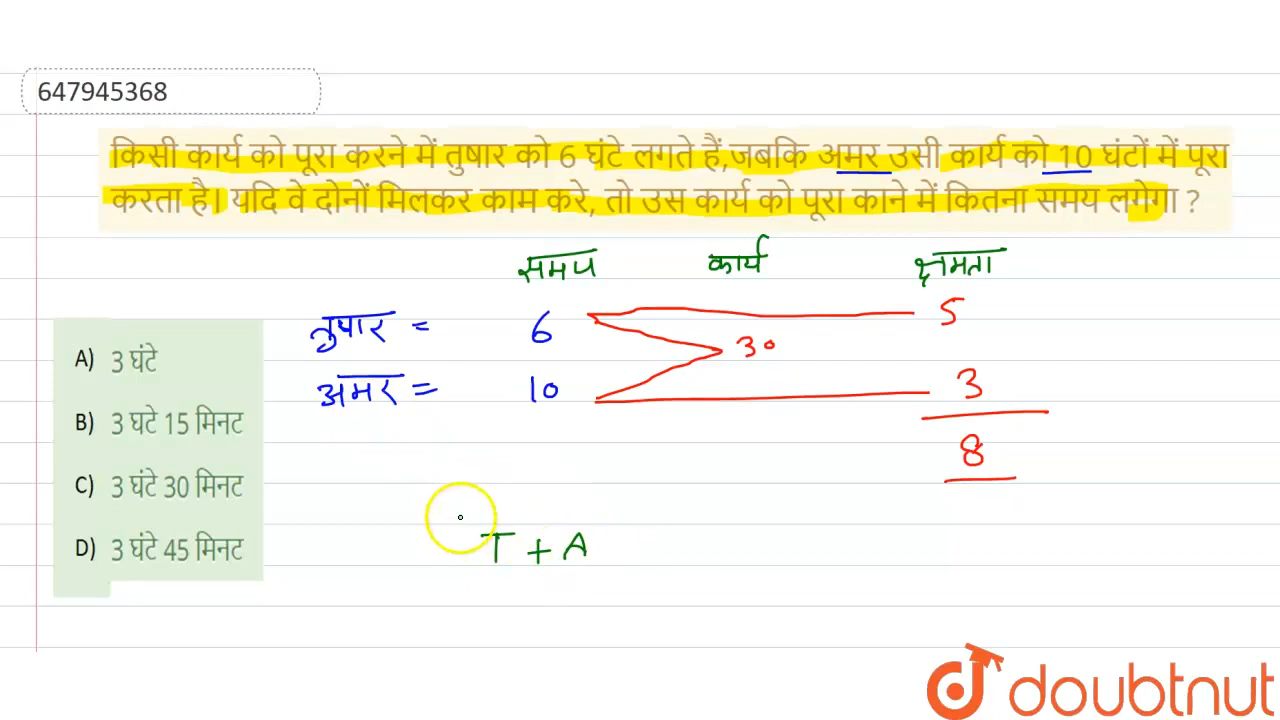 647945368
किसी कार्य को पूरा करने में तुषार को 6 घंटे लगते हैं,जबकि अमर उसी कार्य को 10 घंटों में पूरा
करता है। यदि वे दोनों मिलकर काम करे, तो उस कार्य को पूरा काने में कितना समय लगेगा ?
समय कार्य क्षमता
तुषार = 6 5
30
अमर = 10 3
8
A) 3 घंटे
B) 3 घटे 15 मिनट
C) 3 घंटे 30 मिनट
D) 3 घंटे 45 मिनट
T + A
doubtnut